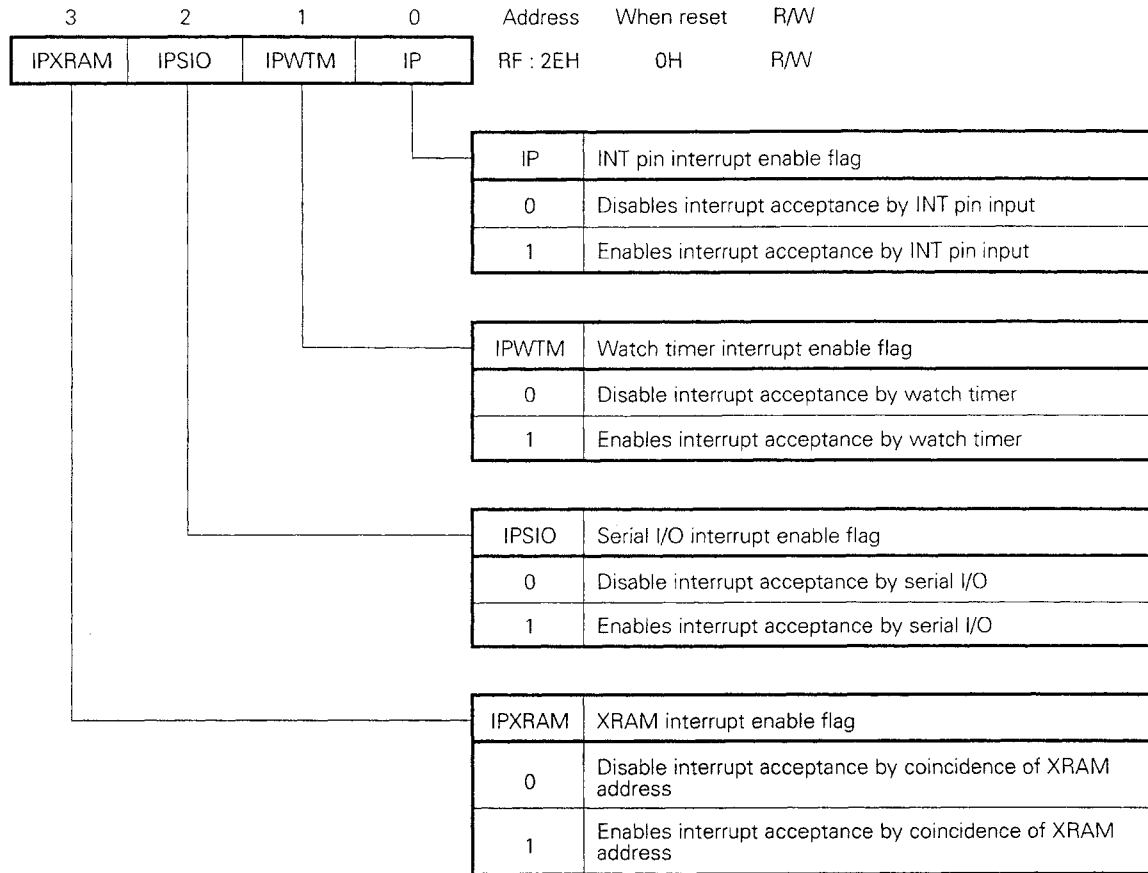 3 2 1 0 Address When reset R/W
IPXRAM IPSIO IPWTM IP RF : 2EH 0H R/W
IP INT pin interrupt enable flag
0 Disables interrupt acceptance by INT pin input
1 Enables interrupt acceptance by INT pin input
IPWTM Watch timer interrupt enable flag
0 Disable interrupt acceptance by watch timer
1 Enables interrupt acceptance by watch timer
IPSIO Serial I/O interrupt enable flag
0 Disable interrupt acceptance by serial I/O
1 Enables interrupt acceptance by serial I/O
IPXRAM XRAM interrupt enable flag
0 Disable interrupt acceptance by coincidence of XRAM
address
1 Enables interrupt acceptance by coincidence of XRAM
address